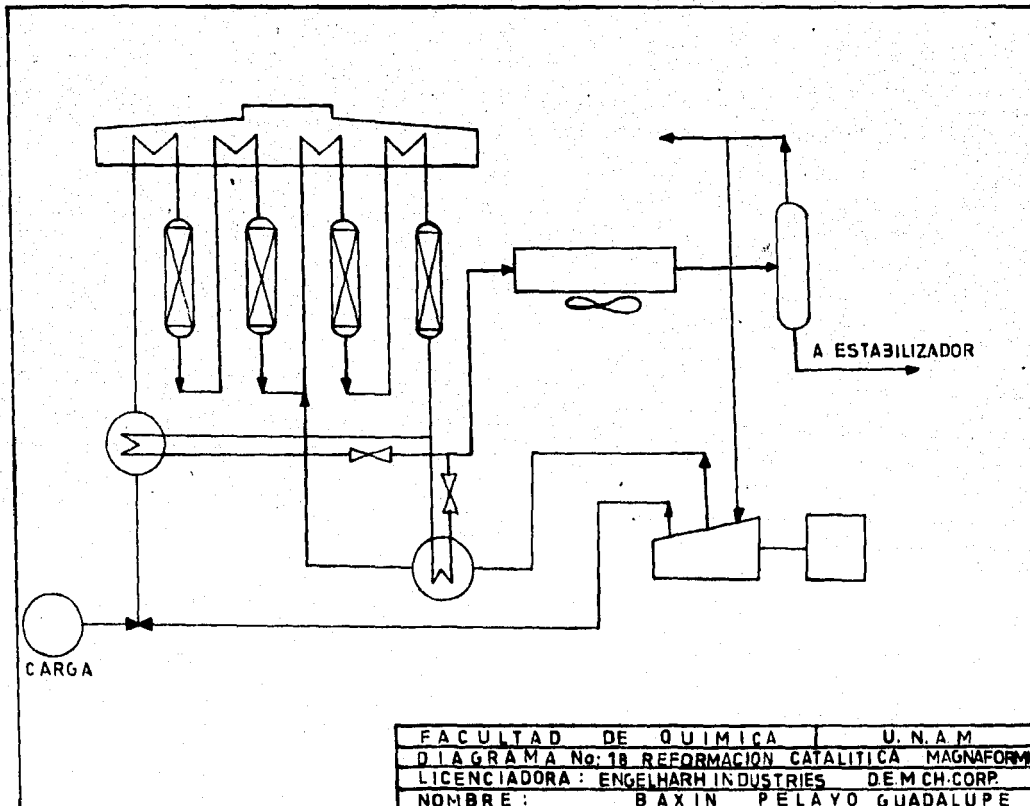 A ESTABILIZADOR
CARGA
FACULTAD DE QUIMICA U.N.A.M
DIAGRAMA No: 18 REFORMACION CATALITICA MAGNAFORM
LICENCIADORA: ENGELHARH INDUSTRIES D.E.M CH.CORP.
NOMBRE: BAXIN PELAYO GUADALUPE